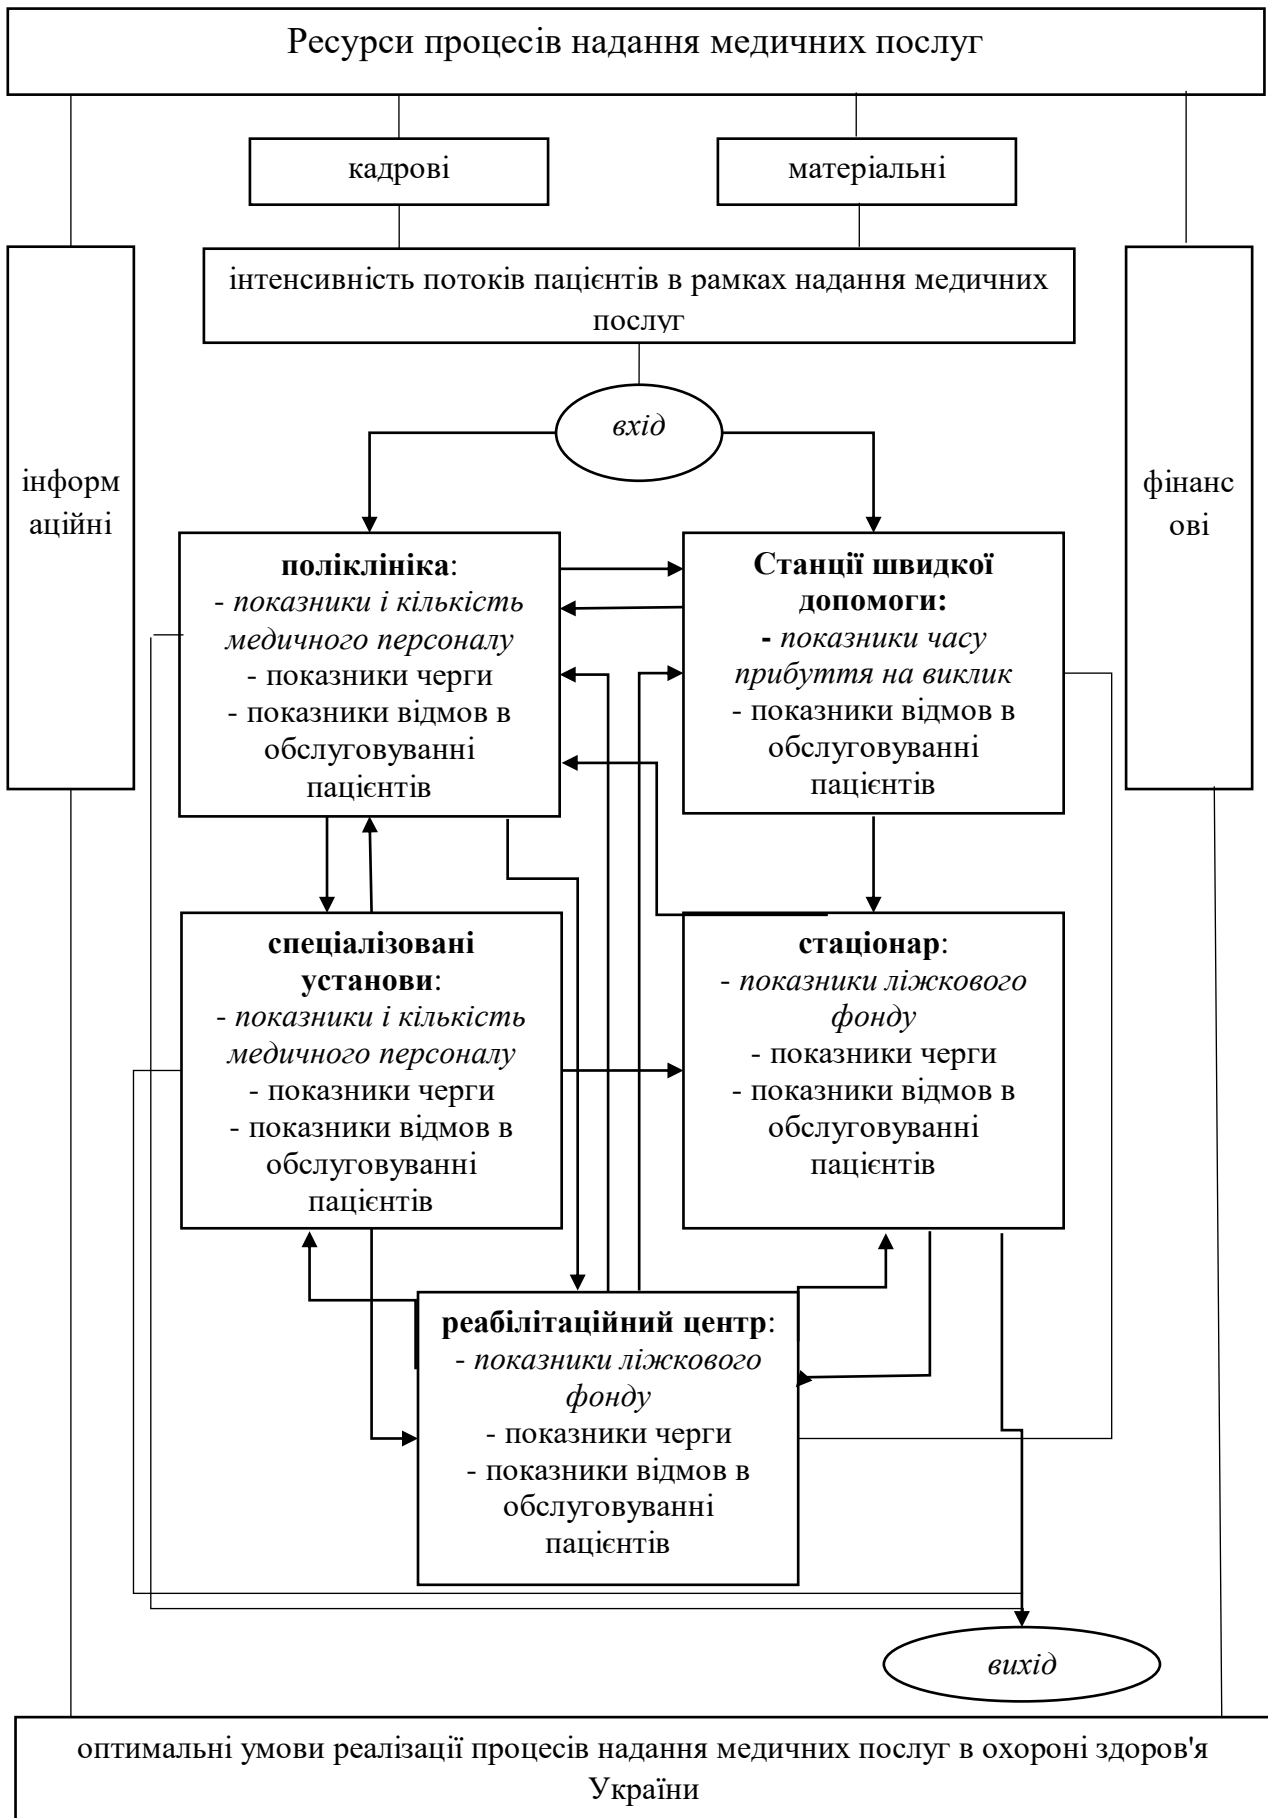 Ресурси процесів надання медичних послуг
кадрові
матеріальні
інтенсивність потоків пацієнтів в рамках надання медичних
послуг
вхід
інформ
аційні
фінанс
ові
поліклініка:
- показники і кількість
медичного персоналу
- показники черги
- показники відмов в
обслуговуванні
пацієнтів
Станції швидкої
допомоги:
- показники часу
прибуття на виклик
- показники відмов в
обслуговуванні
пацієнтів
спеціалізовані
установи:
- показники і кількість
медичного персоналу
- показники черги
- показники відмов в
обслуговуванні
пацієнтів
стаціонар:
- показники ліжкового
фонду
- показники черги
- показники відмов в
обслуговуванні
пацієнтів
реабілітаційний центр:
- показники ліжкового
фонду
- показники черги
- показники відмов в
обслуговуванні
пацієнтів
вихід
оптимальні умови реалізації процесів надання медичних послуг в охороні здоров'я
України